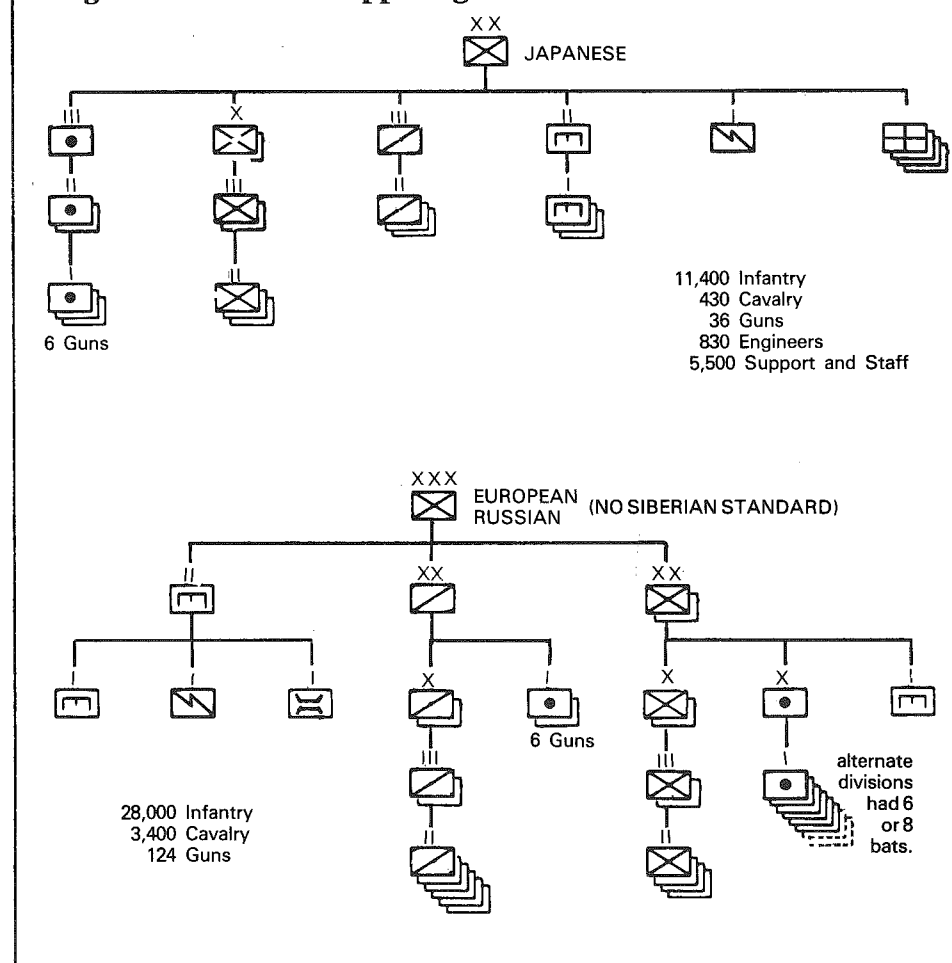 XX
JAPANESE
X
6 Guns
11,400 Infantry
430 Cavalry
36 Guns
830 Engineers
5,500 Support and Staff
XXX
EUROPEAN
RUSSIAN
(NO SIBERIAN STANDARD)
XX
XX
X
X
X
6 Guns
alternate
divisions
had 6
or 8
bats.
28,000 Infantry
3,400 Cavalry
124 Guns